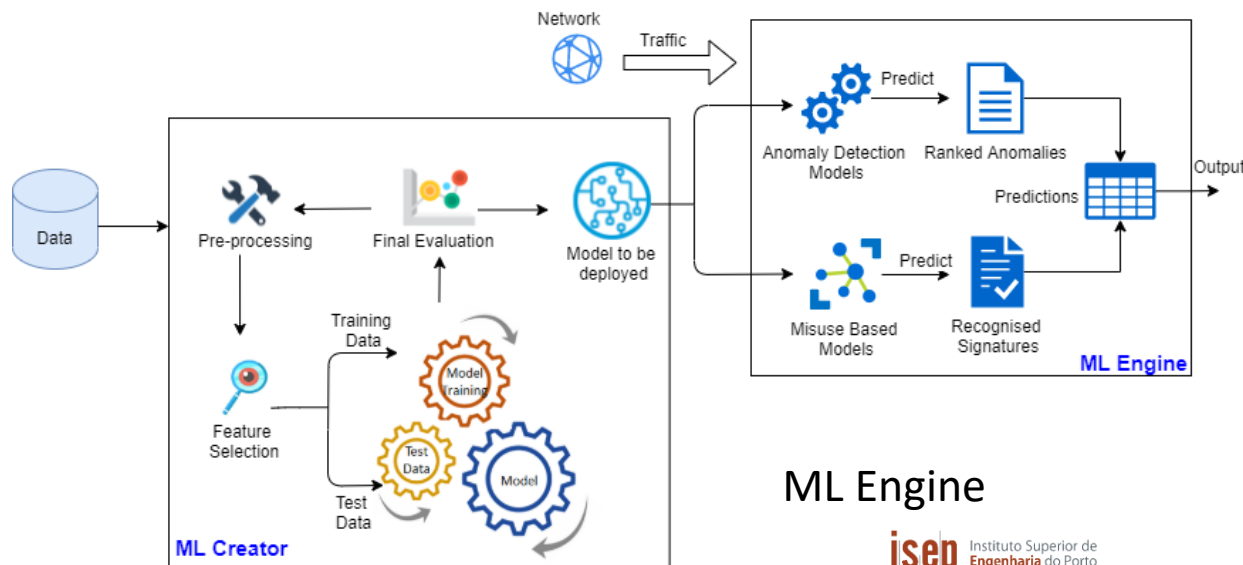 Network
Traffic
Predict
Anomaly Detection
Models
Ranked Anomalies
Predictions
Output
Predict
Misuse Based
Models
Recognised
Signatures
ML Engine
Data
Pre-processing
Final Evaluation
Model to be
deployed
Training
Data
Feature
Selection
Model
Training
Test
Data
Model
Test
Data
ML Creator
ML Engine
isep
Instituto Superior de
Engenharia do Porto